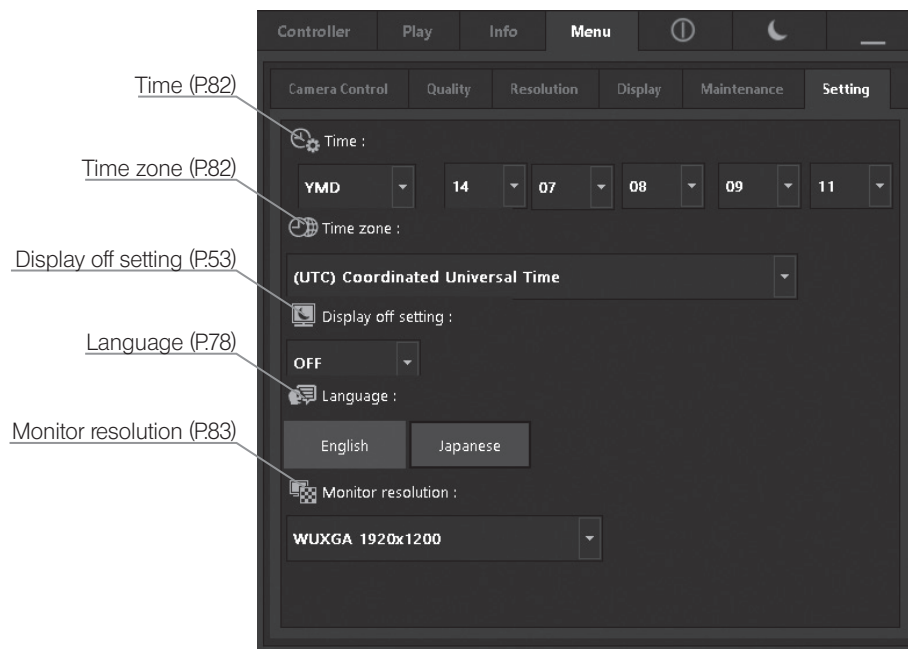 Controller Play Info Menu
Camera Control Quality Resolution Display Maintenance Setting
Time (P.82)
Time :
YMD 14 07 08 09 11
Time zone (P.82)
Time zone :
(UTC) Coordinated Universal Time
Display off setting (P.53)
Display off setting :
OFF
Language (P.78)
Language :
English Japanese
Monitor resolution (P.83)
Monitor resolution :
WUXGA 1920x1200